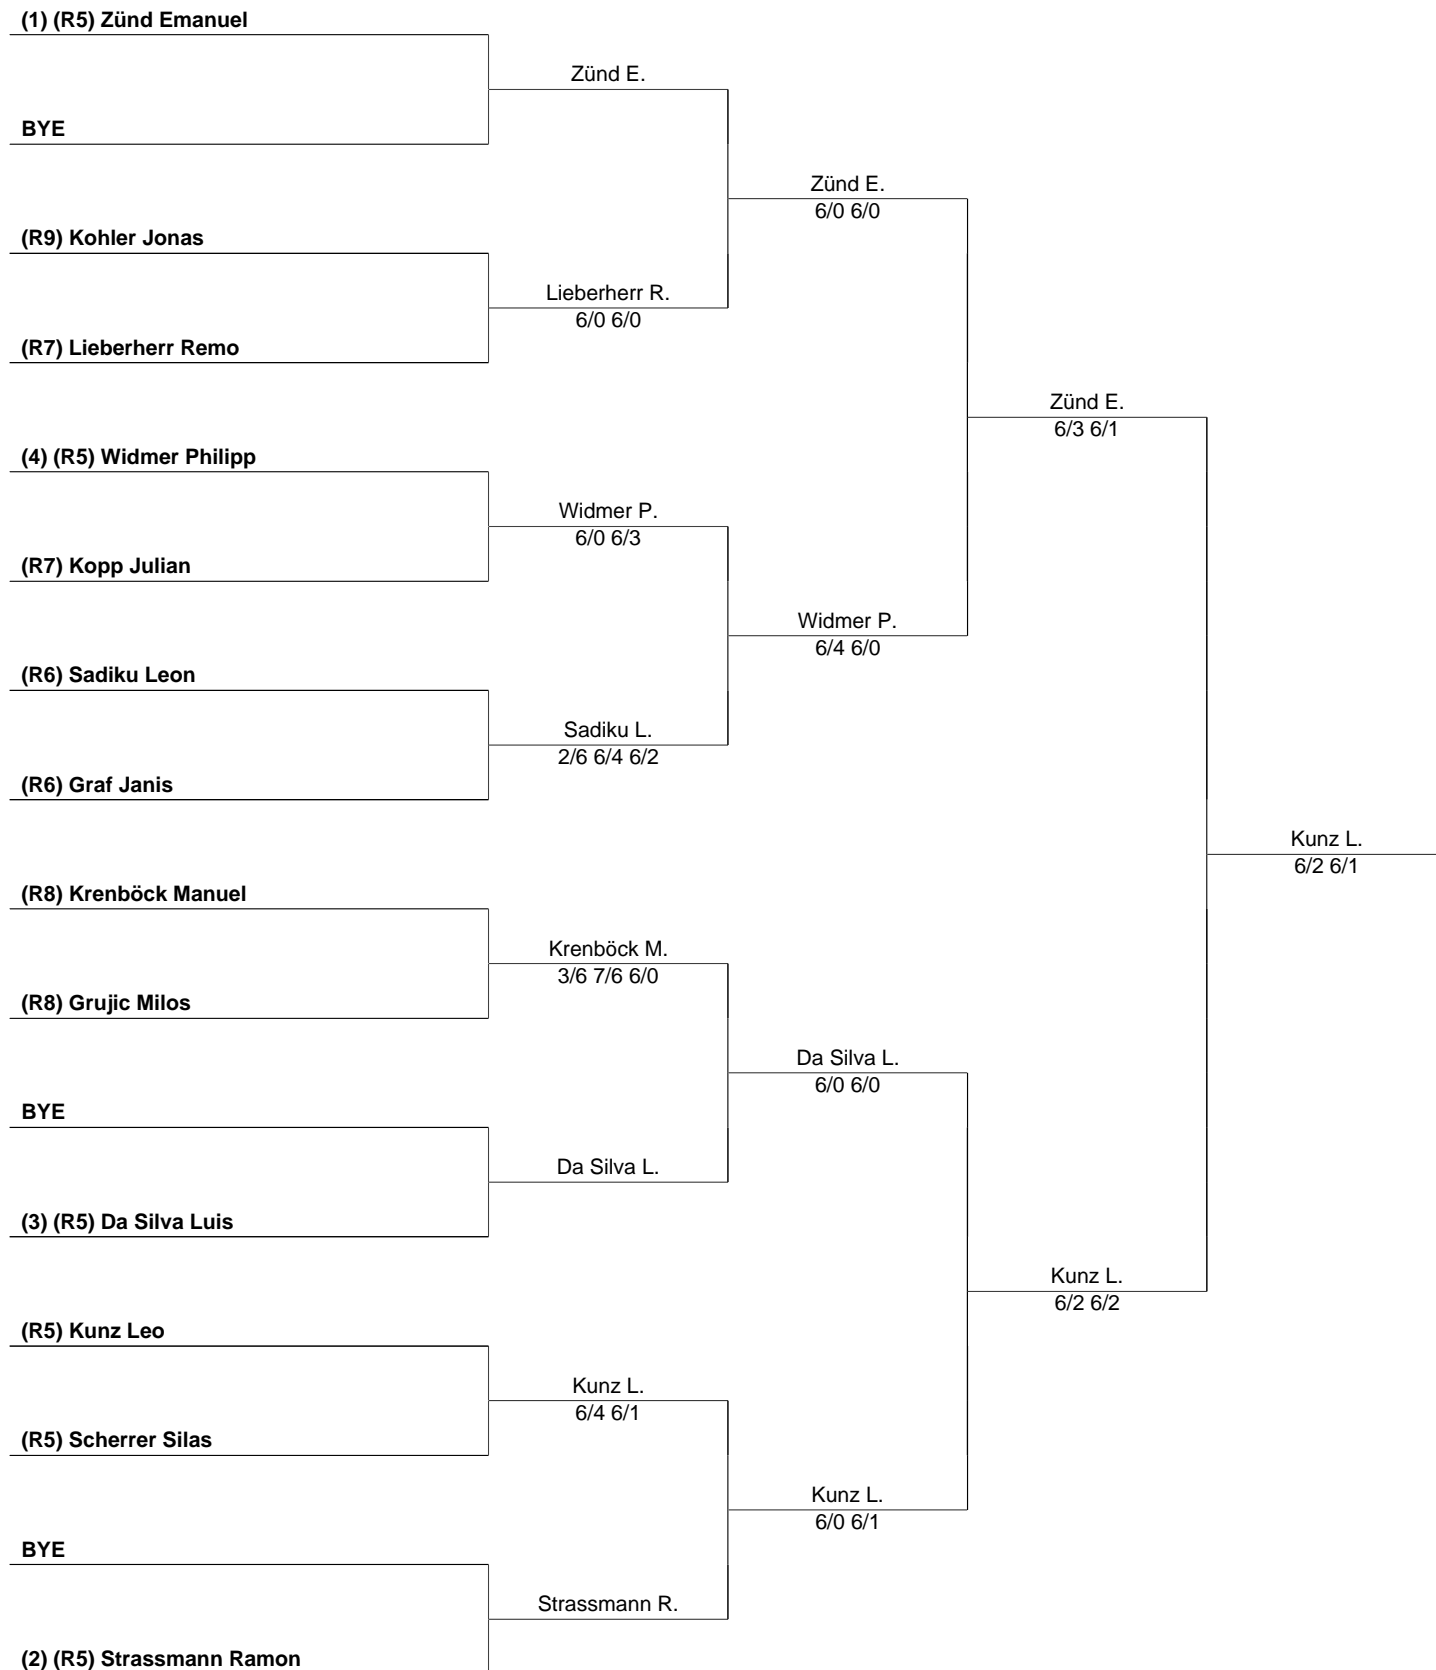 (1) (R5) Zünd Emanuel
Zünd E.
BYE
Zünd E.
6/0 6/0
(R9) Kohler Jonas
Lieberherr R.
6/0 6/0
(R7) Lieberherr Remo
Zünd E.
6/3 6/1
(4) (R5) Widmer Philipp
Widmer P.
6/0 6/3
(R7) Kopp Julian
Widmer P.
6/4 6/0
(R6) Sadiku Leon
Sadiku L.
2/6 6/4 6/2
(R6) Graf Janis
Kunz L.
6/2 6/1
(R8) Krenböck Manuel
Krenböck M.
3/6 7/6 6/0
(R8) Grujic Milos
Da Silva L.
6/0 6/0
BYE
Da Silva L.
(3) (R5) Da Silva Luis
Kunz L.
6/2 6/2
(R5) Kunz Leo
Kunz L.
6/4 6/1
(R5) Scherrer Silas
Kunz L.
6/0 6/1
BYE
Strassmann R.
(2) (R5) Strassmann Ramon